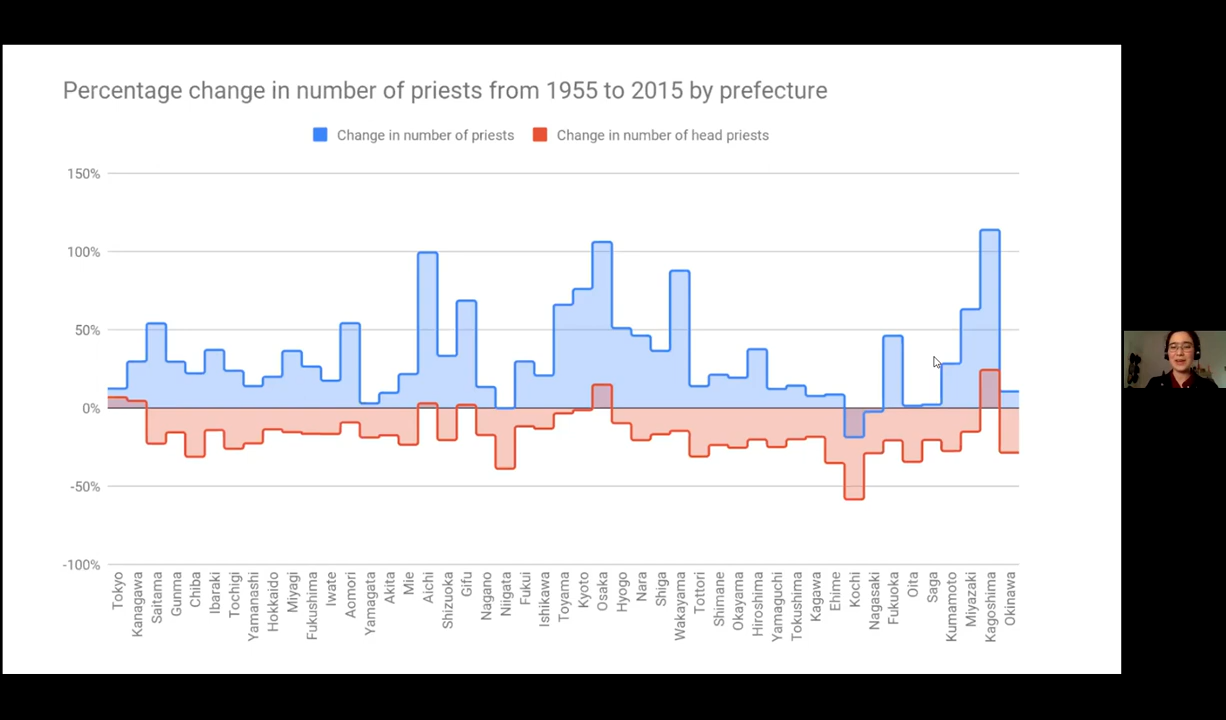 Percentage change in number of priests from 1955 to 2015 by prefecture
Change in number of priests
Change in number of head priests
150%
100%
50%
0%
-50%
-100%
Tokyo
Kanagawa
Saitama
Gunma
Chiba
Ibaraki
Tochigi
Yamanashi
Hokkaido
Miyagi
Fukushima
Iwate
Aomori
Yamagata
Akita
Mie
Aichi
Shizuoka
Gifu
Nagano
Niigata
Fukui
Ishikawa
Toyama
Kyoto
Osaka
Hyogo
Nara
Shiga
Wakayama
Tottori
Shimane
Okayama
Hiroshima
Yamaguchi
Tokushima
Kagawa
Ehime
Kochi
Nagasaki
Fukuoka
Oita
Saga
Kumamoto
Miyazaki
Kagoshima
Okinawa